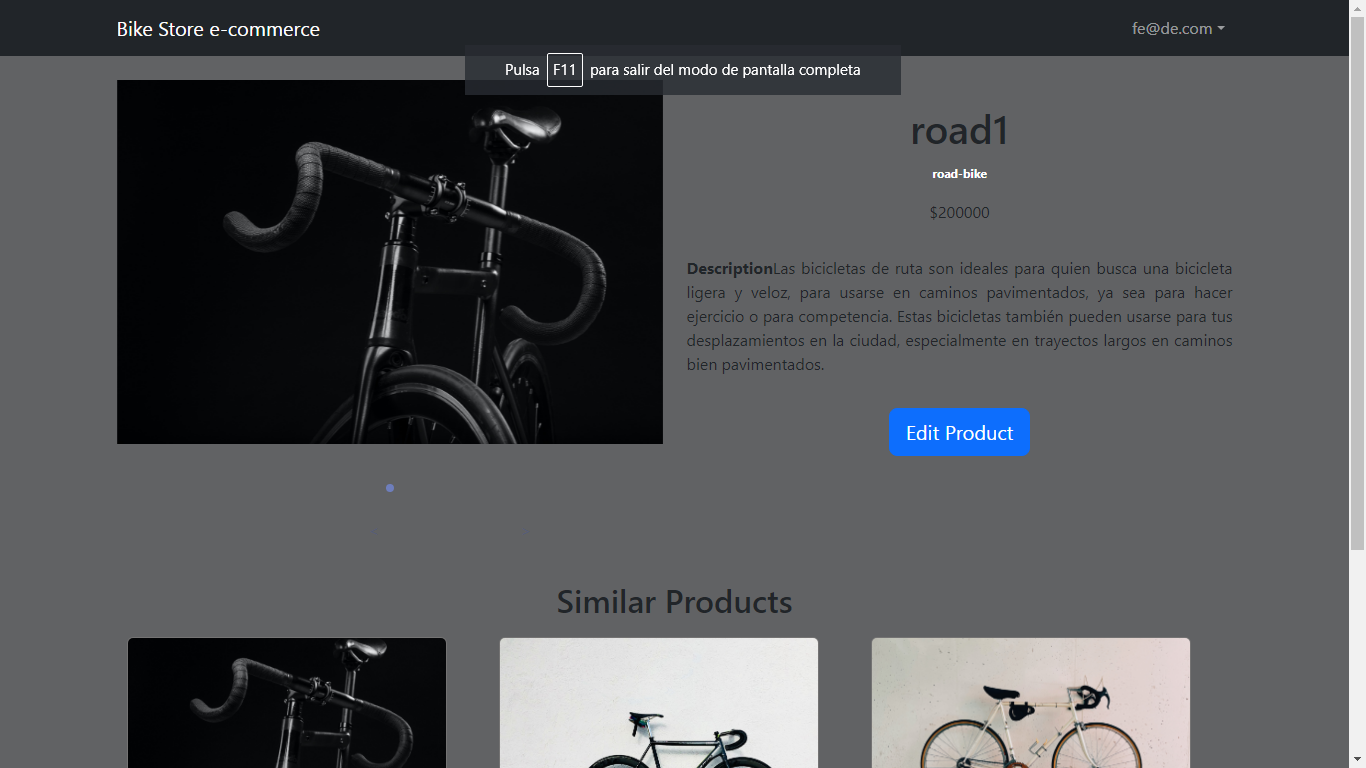 Bike Store e-commerce
fe@de.com
Pulsa F11 para salir del modo de pantalla completa
road1
road-bike
$200000
DescriptionLas bicicletas de ruta son ideales para quien busca una bicicleta
ligera y veloz, para usarse en caminos pavimentados, ya sea para hacer
ejercicio o para competencia. Estas bicicletas también pueden usarse para tus
desplazamientos en la ciudad, especialmente en trayectos largos en caminos
bien pavimentados.
Edit Product
Similar Products